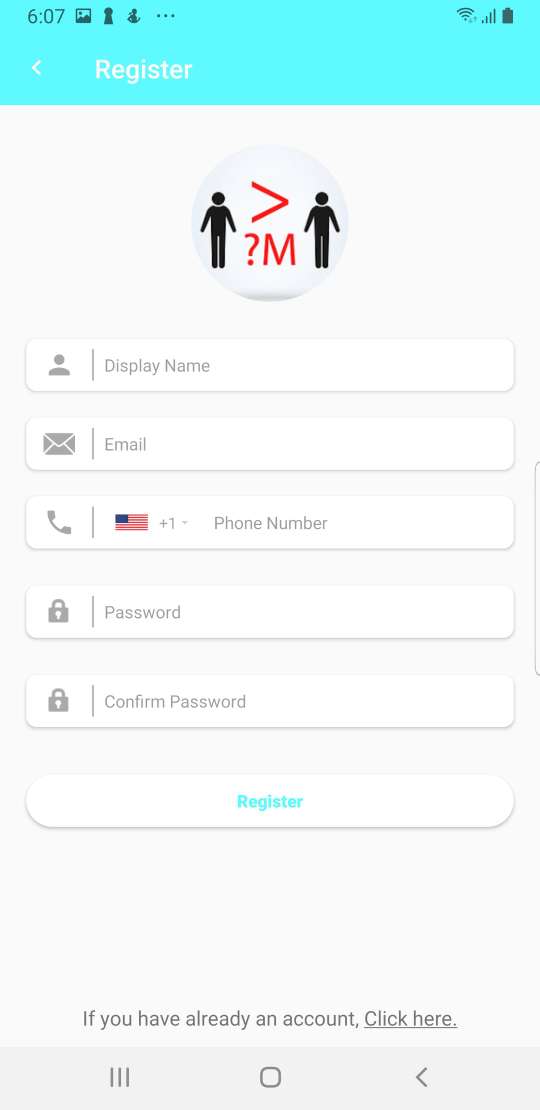 6:07
Register
>
?M
Display Name
Email
+1
Phone Number
Password
Confirm Password
Register
If you have already an account, Click here.